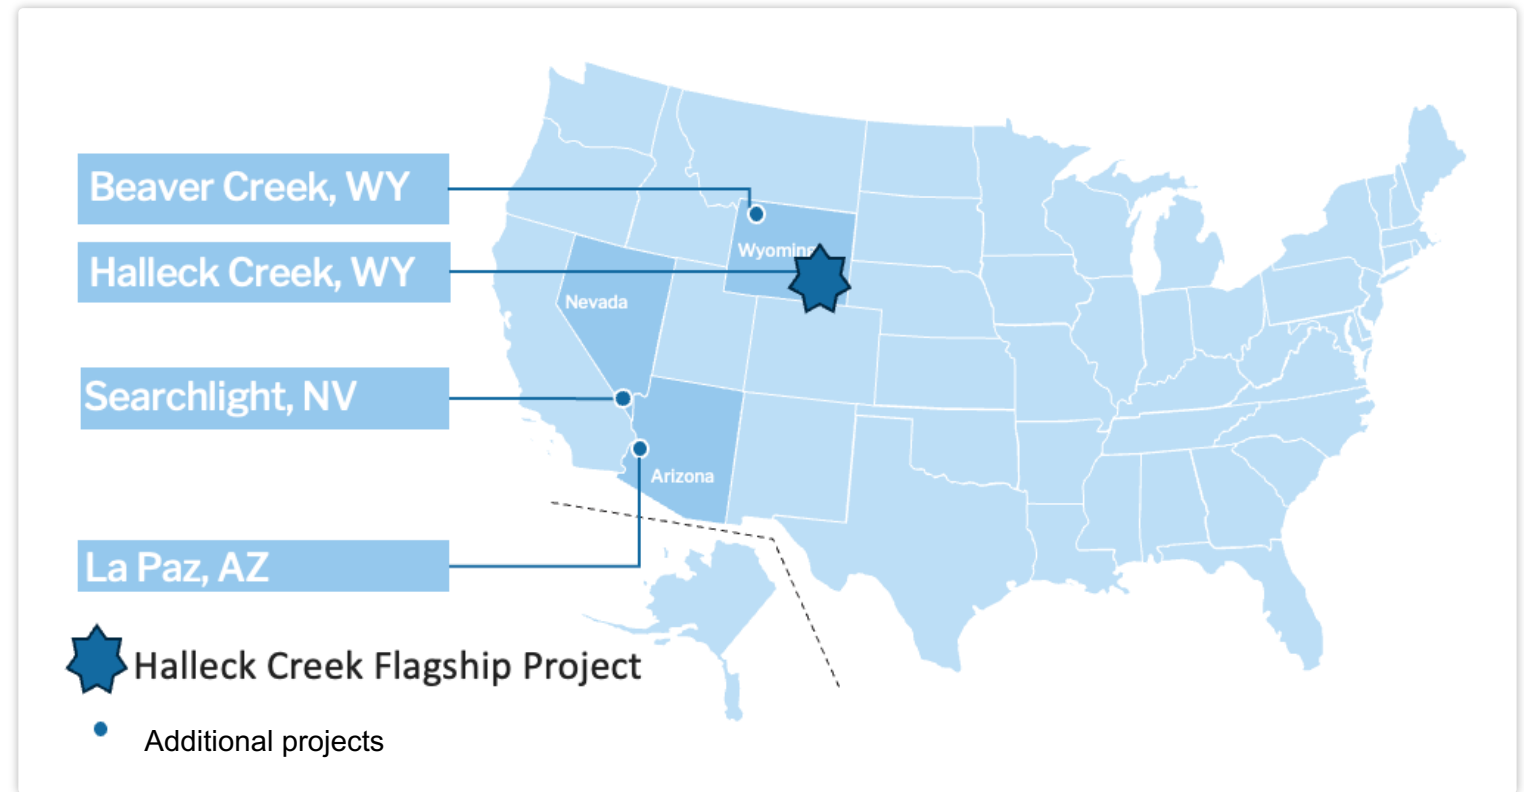 Beaver Creek, WY
Halleck Creek, WY
Wyoming
Nevada
Searchlight, NV
Arizona
La Paz, AZ
Halleck Creek Flagship Project
Additional projects